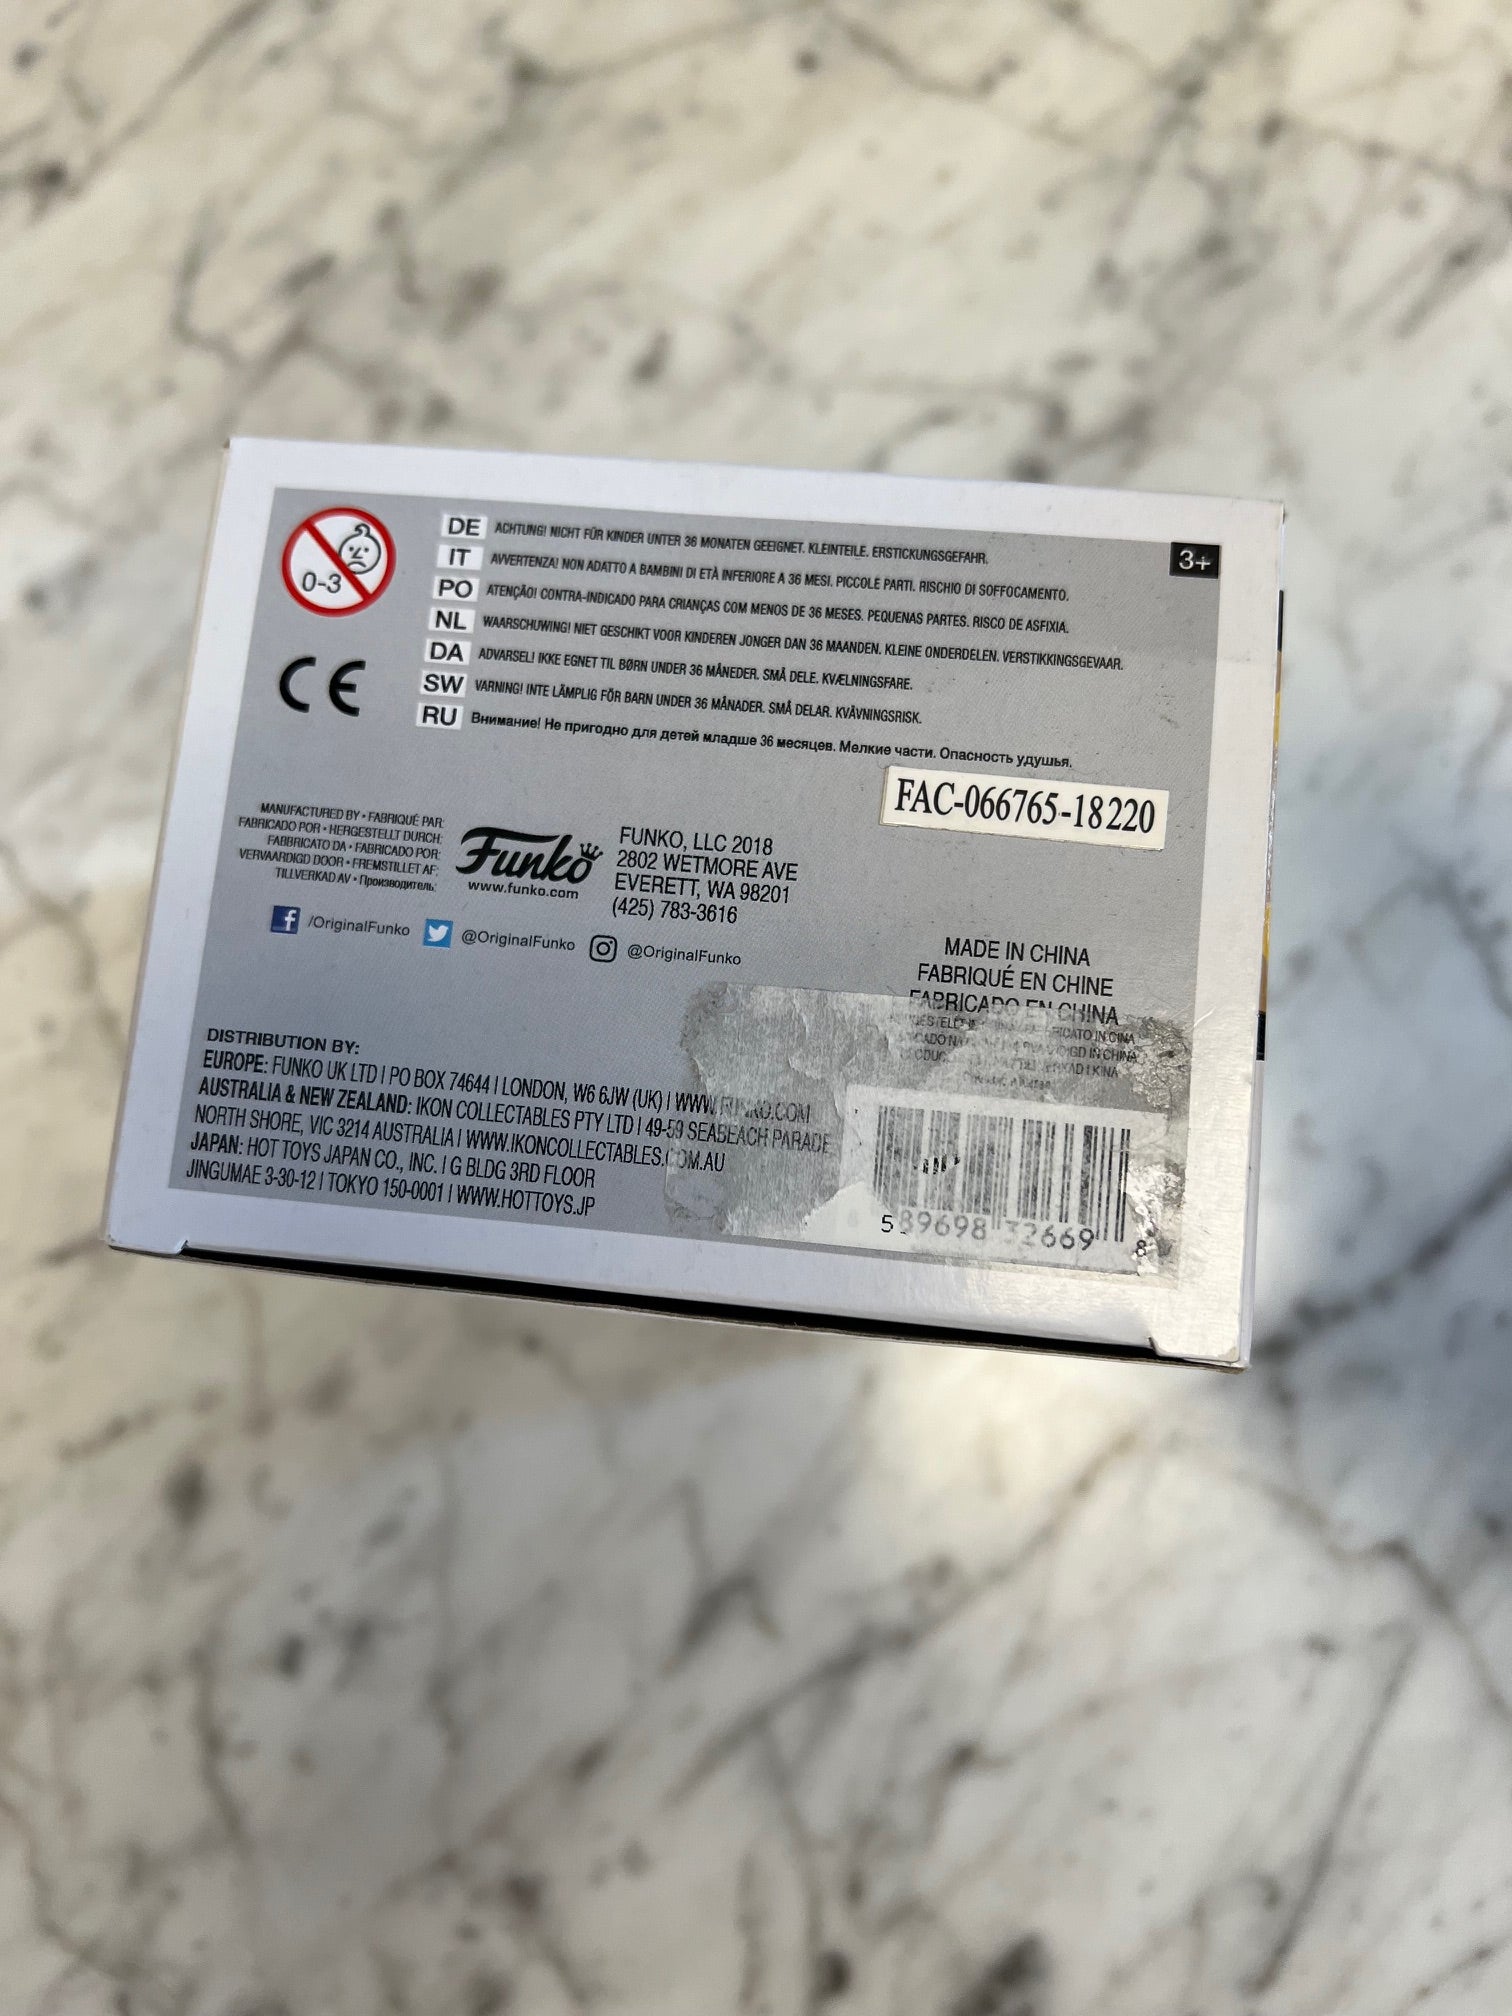 0-3
DE ACHTUNG! NICHT FÜR KINDER UNTER 36 MONATEN GEEIGNET. KLEINTEILE. ERSTICKUNGSGEFAHR.
3+
IT AVVERTENZA! NON ADATTO A BAMBINI DI ETÀ INFERIORE A 36 MESI. PICCOLE PARTI. RISCHIO DI SOFFOCAMENTO.
PO ATENÇÃO! CONTRA-INDICADO PARA CRIANÇAS COM MENOS DE 36 MESES. PEQUENAS PARTES. RISCO DE ASFIXIA.
NL WAARSCHUWING! NIET GESCHIKT VOOR KINDEREN JONGER DAN 36 MAANDEN. KLEINE ONDERDELEN. VERSTIKKINGSGEVAAR.
DA ADVARSEL! IKKE EGNET TIL BØRN UNDER 36 MÅNEDER. SMÅ DELE. KVÆLNINGSFARE.
SW VARNING! INTE LÄMPLIG FÖR BARN UNDER 36 MÅNADER. SMÅ DELAR. KVÄVNINGSRISK.
RU Внимание! Не пригодно для детей младше 36 месяцев. Мелкие части. Опасность удушья.
CE
FAC-066765-18220
MANUFACTURED BY • FABRIQUÉ PAR:
FABRICADO POR • HERGESTELLT DURCH:
FABBRICATO DA • FABRICADO POR:
VERVAARDIGD DOOR • FREMSTILLET AF:
TILLVERKAD AV • Производитель:
Funko
www.funko.com
FUNKO, LLC 2018
2802 WETMORE AVE
EVERETT, WA 98201
(425) 783-3616
/OriginalFunko @OriginalFunko @OriginalFunko
MADE IN CHINA
FABRIQUÉ EN CHINE
FABRICADO EN CHINA
IN CINA
IN CHINA
I KINA
DISTRIBUTION BY:
EUROPE: FUNKO UK LTD I PO BOX 74644 I LONDON, W6 6JW (UK) I WWW.FUNKO.COM
AUSTRALIA & NEW ZEALAND: IKON COLLECTABLES PTY LTD I 49-59 SEABEACH PARADE
NORTH SHORE, VIC 3214 AUSTRALIA I WWW.IKONCOLLECTABLES.COM.AU
JAPAN: HOT TOYS JAPAN CO., INC. I G BLDG 3RD FLOOR
JINGUMAE 3-30-12 I TOKYO 150-0001 I WWW.HOTTOYS.JP
589698 32669 8